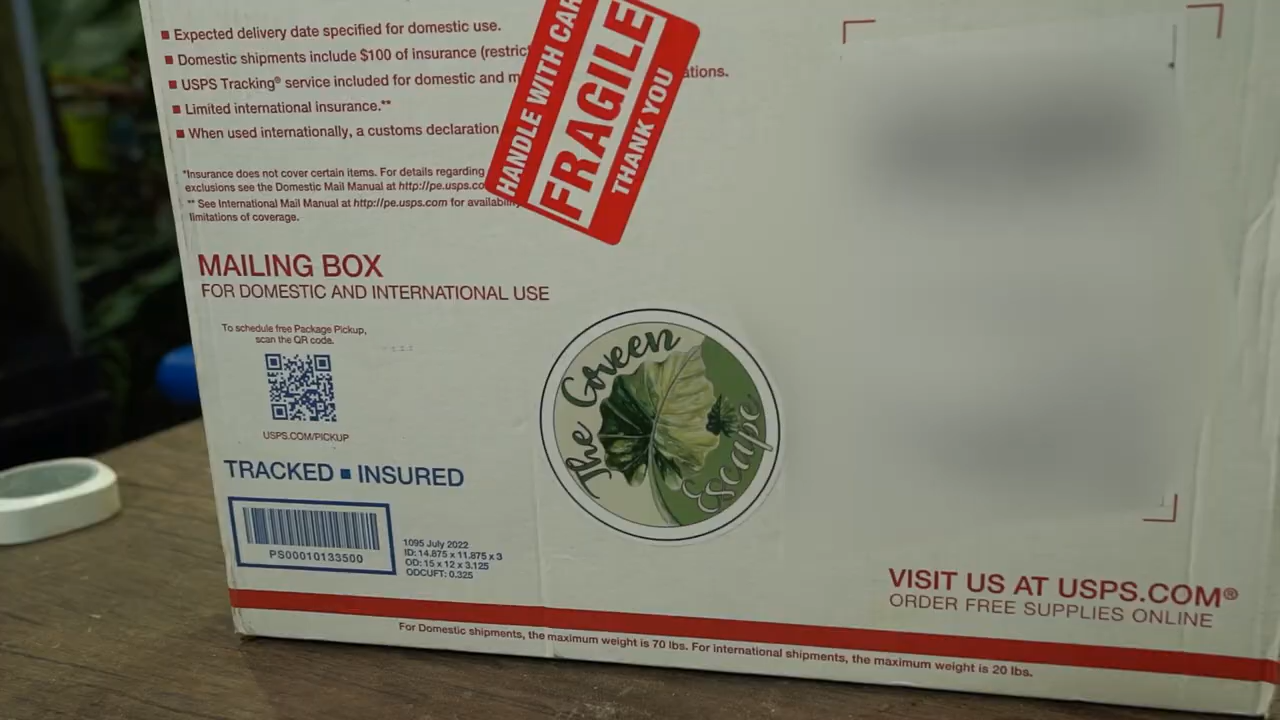 Expected delivery date specified for domestic use.
Domestic shipments include $100 of insurance (restric
USPS Tracking® service included for domestic and m
ations.
Limited international insurance.**
When used internationally, a customs declaration
*Insurance does not cover certain items. For details regarding
exclusions see the Domestic Mail Manual at http://pe.usps.co
** See International Mail Manual at http://pe.usps.com for availability
limitations of coverage.
HANDLE WITH CAR
FRAGILE
THANK YOU
MAILING BOX
FOR DOMESTIC AND INTERNATIONAL USE
To schedule free Package Pickup,
scan the QR code.
USPS.COM/PICKUP
The Green
Escape
TRACKED ■ INSURED
PS00010133500
1095 July 2022
ID: 14.875 x 11.875 x 3
OD: 15 x 12 x 3.125
ODCUFT: 0.325
VISIT US AT USPS.COM®
ORDER FREE SUPPLIES ONLINE
For Domestic shipments, the maximum weight is 70 lbs. For international shipments, the maximum weight is 20 lbs.